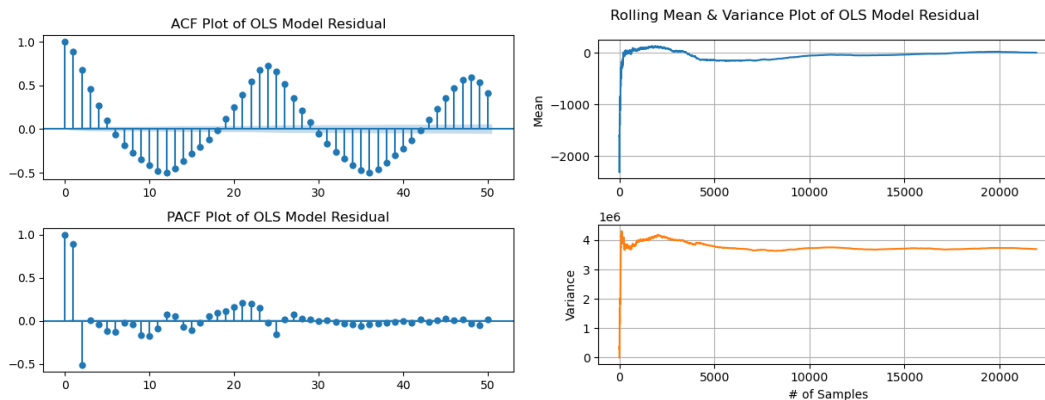 ACF Plot of OLS Model Residual
1.0
0.5
0.0
−0.5
0 10 20 30 40 50
PACF Plot of OLS Model Residual
1.0
0.5
0.0
−0.5
0 10 20 30 40 50
Rolling Mean & Variance Plot of OLS Model Residual
0
−1000
−2000
Mean
0 5000 10000 15000 20000
1e6
4
3
2
1
0
Variance
0 5000 10000 15000 20000
# of Samples